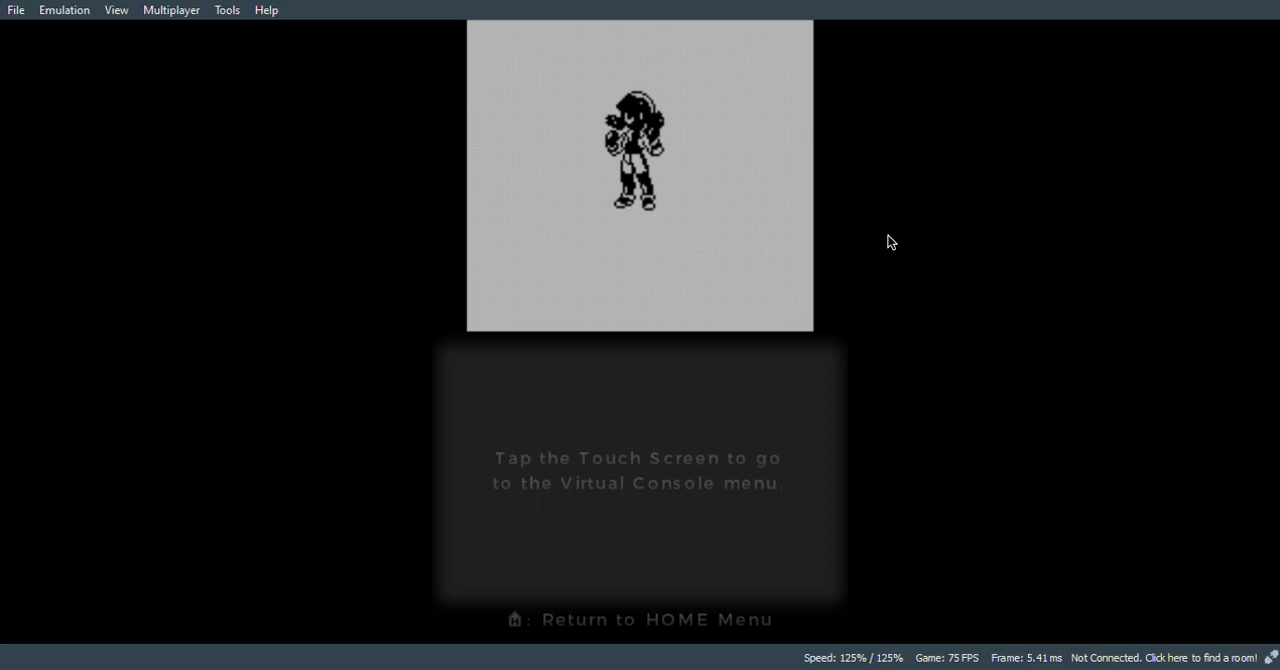 File Emulation View Multiplayer Tools Help
Tap the Touch Screen to go
to the Virtual Console menu.
: Return to HOME Menu
Speed: 125% / 125% Game: 75 FPS Frame: 5.41 ms Not Connected. Click here to find a room!